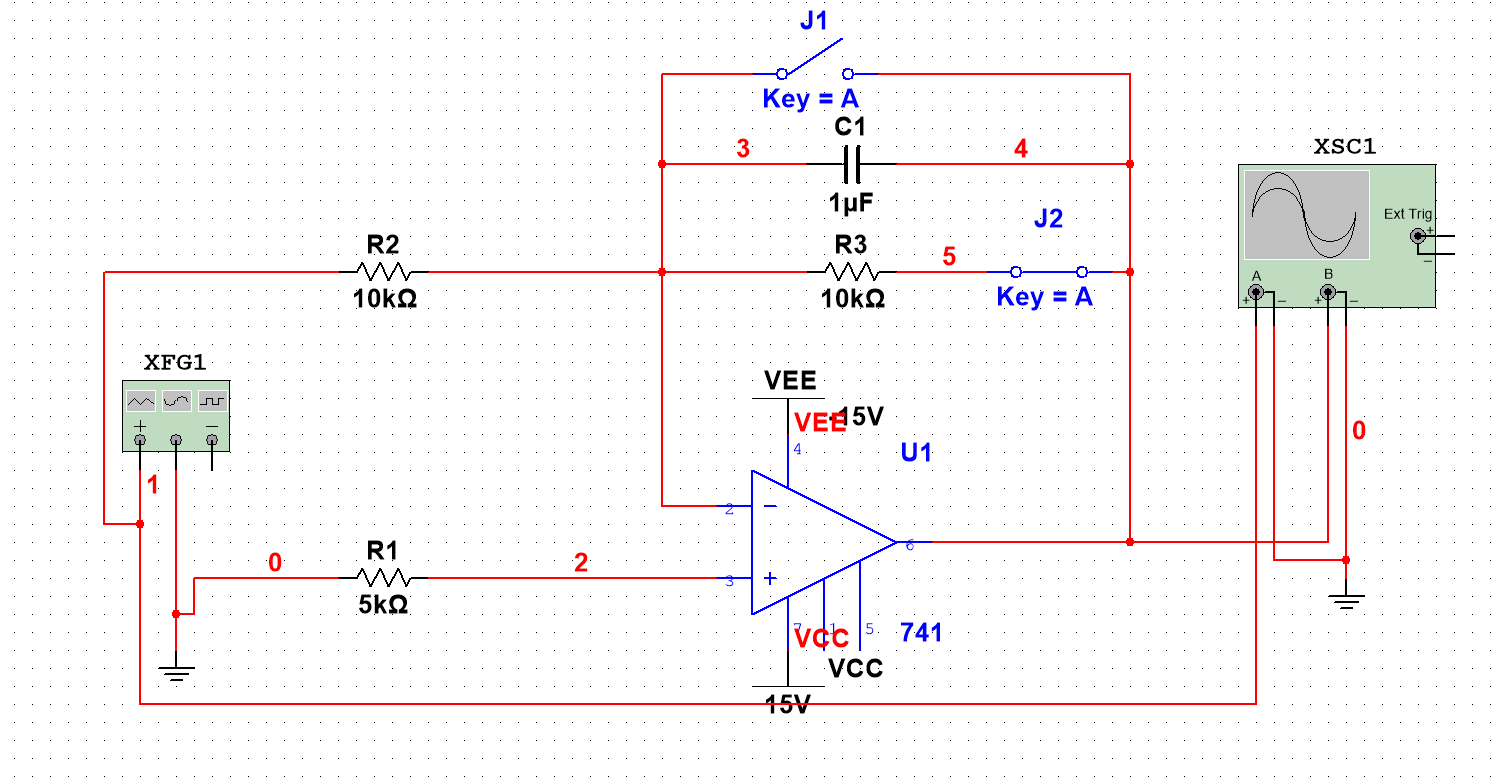 J1
Key = A
C1
3
4
1µF
XSC1
J2
Ext Trig
+
−
R2
R3
5
10kΩ
10kΩ
Key = A
A
B
+
−
+
−
XFG1
+
−
VEE
-15V
VEE
4
U1
0
1
2
−
6
R1
0
2
3
+
5kΩ
7
1
5
741
VCC
VCC
15V